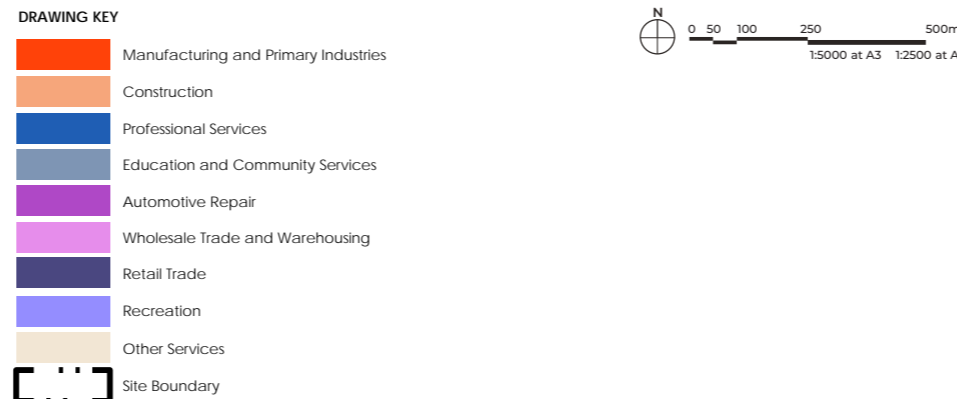 DRAWING KEY
Manufacturing and Primary Industries
Construction
Professional Services
Education and Community Services
Automotive Repair
Wholesale Trade and Warehousing
Retail Trade
Recreation
Other Services
Site Boundary
N
0 50 100 250 500m
1:5000 at A3 1:2500 at A